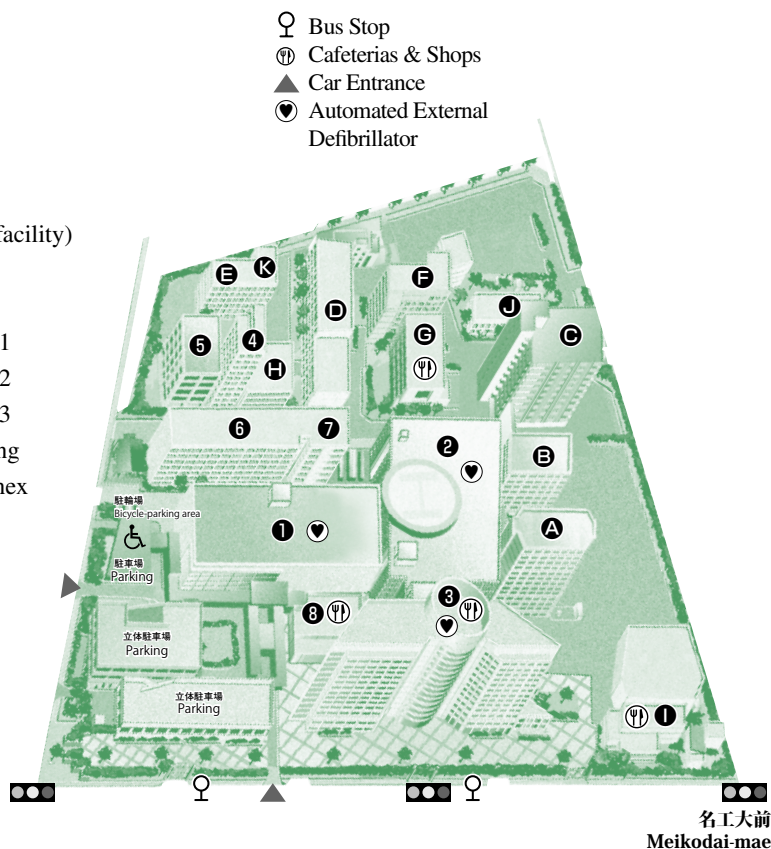 Bus Stop
Cafeterias & Shops
Car Entrance
Automated External
Defibrillator
facility)
1
2
3
ng
nex
E
K
D
F
J
5
4
H
G
C
6
7
2
B
1
A
駐輪場
Bicycle-parking area
駐車場
Parking
8
3
立体駐車場
Parking
立体駐車場
Parking
I
名工大前
Meikodai-mae